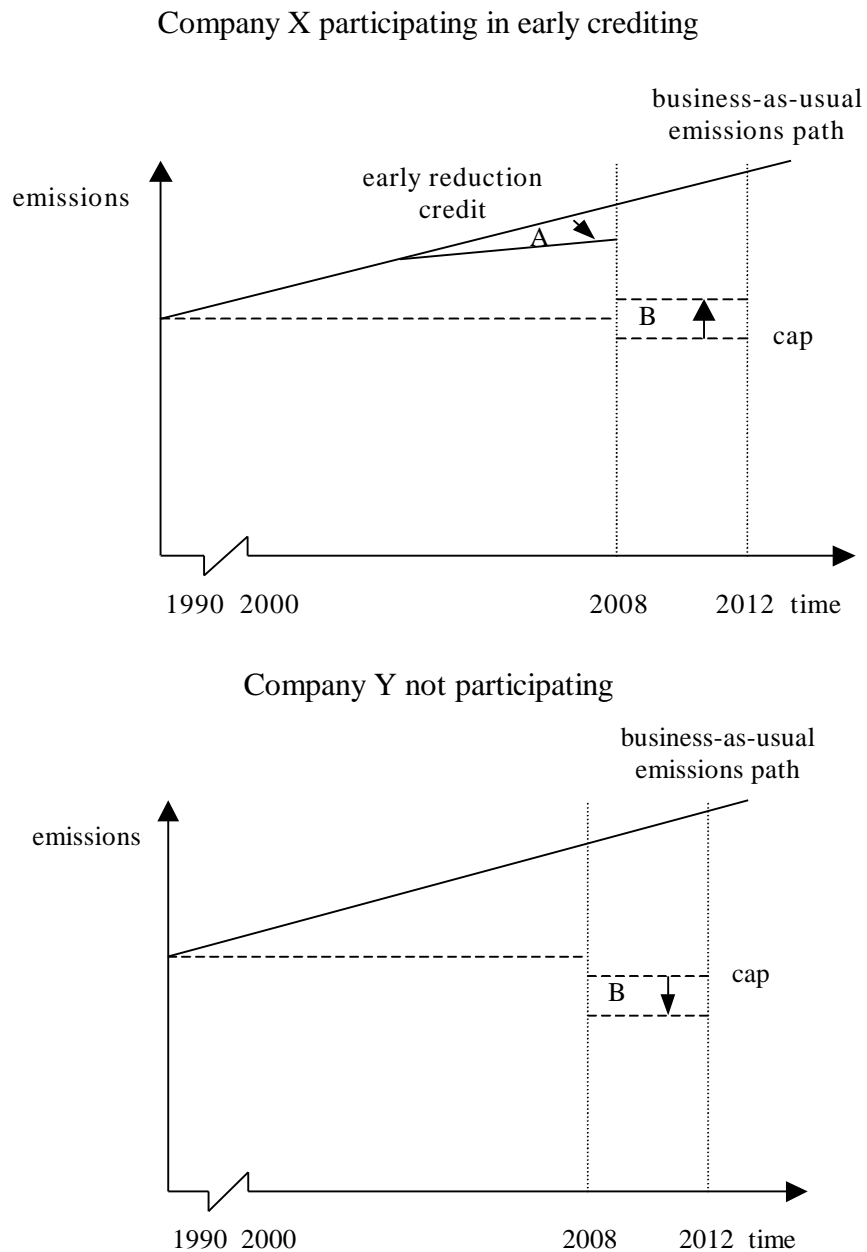 Company X participating in early crediting
business-as-usual
emissions path
early reduction
credit
emissions
A
B
cap
1990 2000 2008 2012 time
Company Y not participating
business-as-usual
emissions path
emissions
cap
B
1990 2000 2008 2012 time